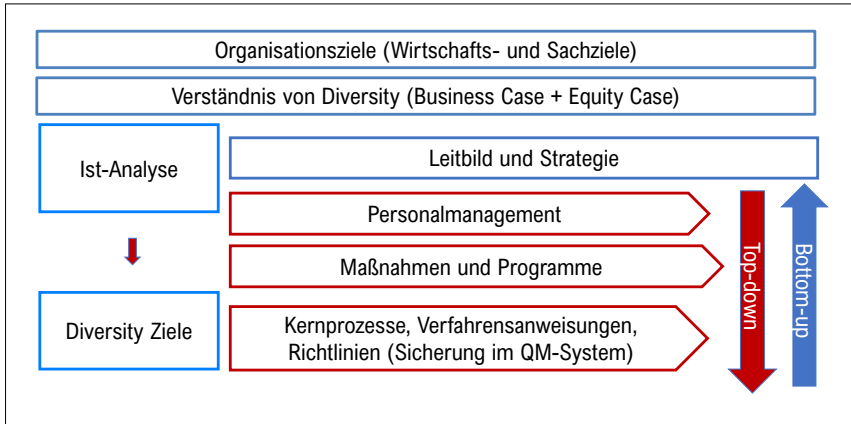 Organisationsziele (Wirtschafts- und Sachziele)
Verständnis von Diversity (Business Case + Equity Case)
Ist-Analyse
Leitbild und Strategie
Personalmanagement
Maßnahmen und Programme
Diversity Ziele
Kernprozesse, Verfahrensanweisungen,
Richtlinien (Sicherung im QM-System)
Top-down
Bottom-up